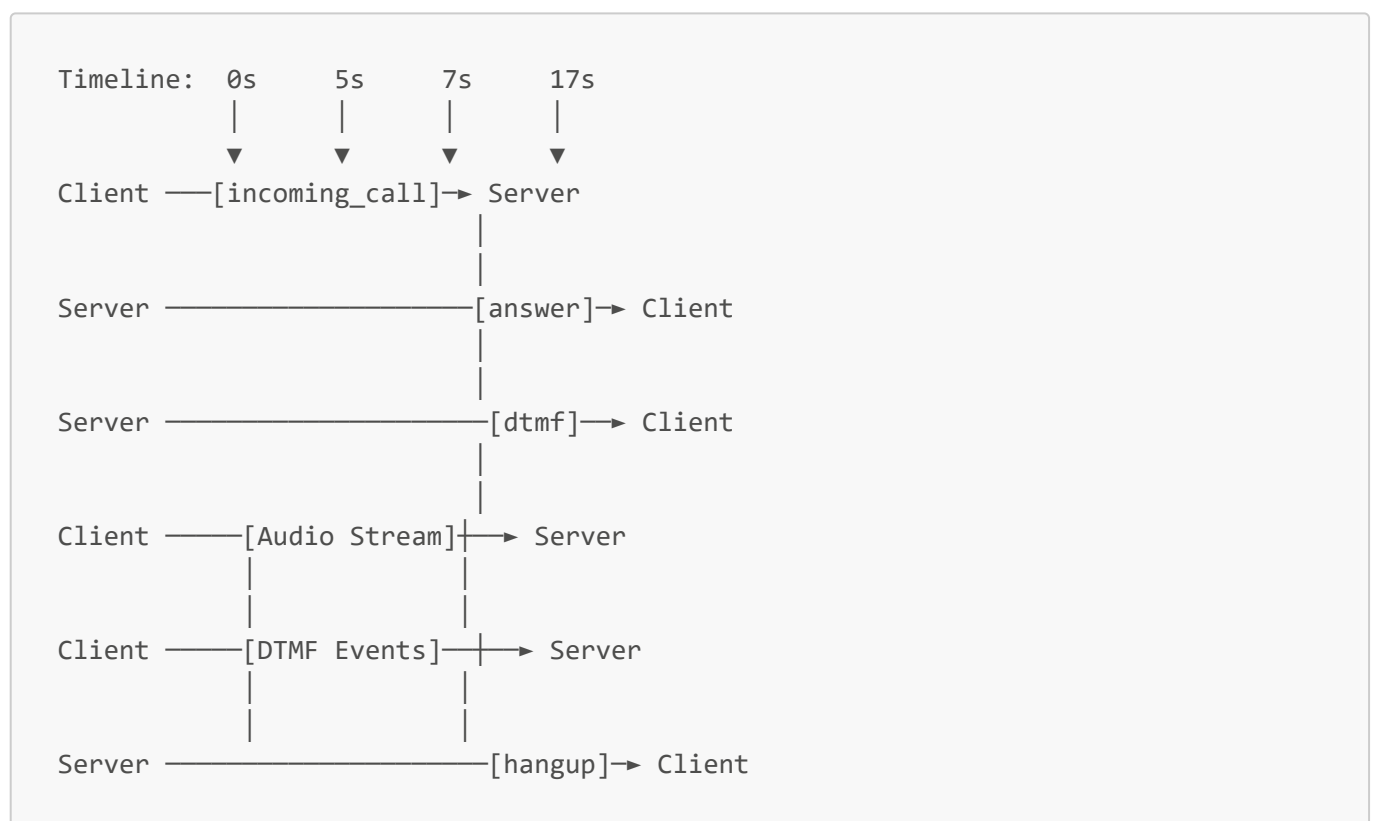 Timeline:  0s     5s     7s     17s
           │      │      │      │
           ▼      ▼      ▼      ▼
Client ───[incoming_call]─► Server
                           │
                           │
Server ────────────────────[answer]─► Client
                           │
                           │
Server ─────────────────────[dtmf]──► Client
                           │
                           │
Client ─────[Audio Stream]┼──► Server
            │             │
            │             │
Client ─────[DTMF Events]──┼──► Server
            │             │
            │             │
Server ─────────────────────[hangup]─► Client